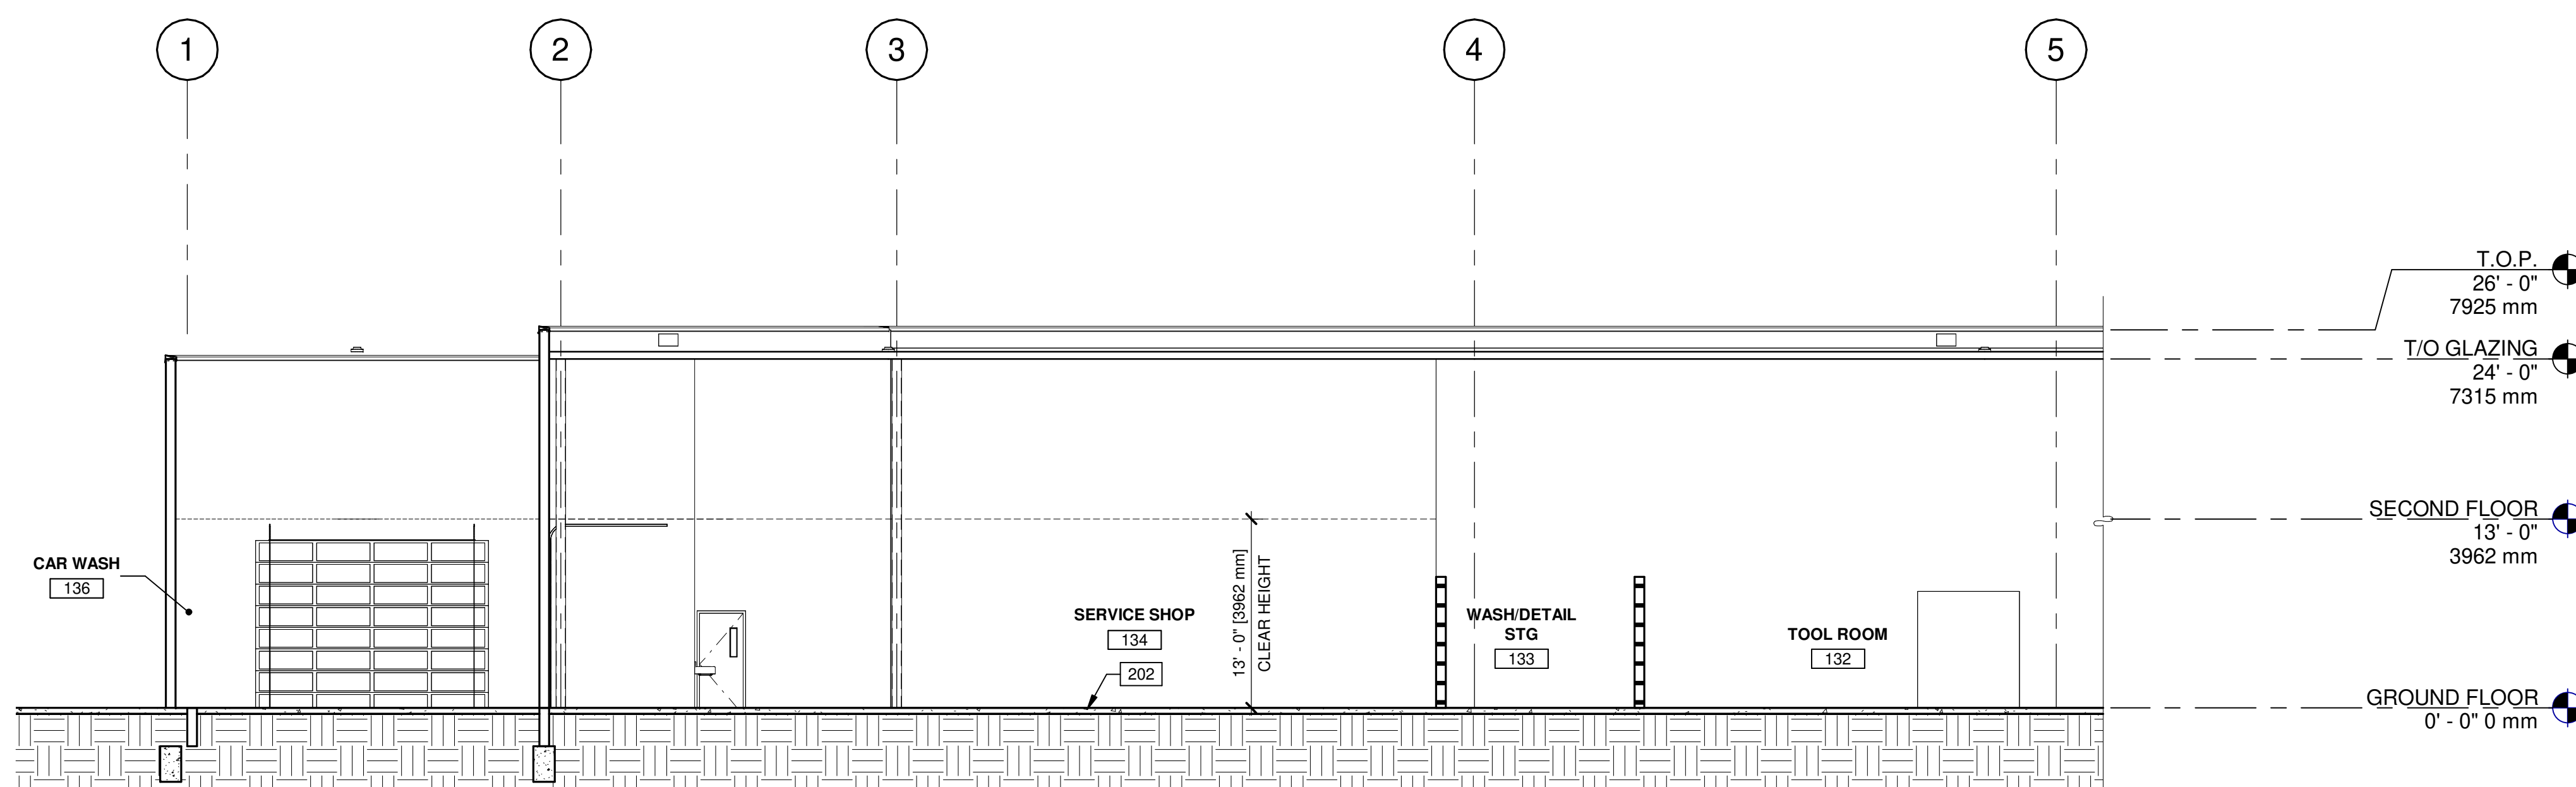 1
2
3
4
5
T.O.P.
26' - 0"
7925 mm
T/O GLAZING
24' - 0"
7315 mm
SECOND FLOOR
13' - 0"
3962 mm
CAR WASH
136
13' - 0" [3962 mm]
CLEAR HEIGHT
SERVICE SHOP
134
202
WASH/DETAIL
STG
133
TOOL ROOM
132
GROUND FLOOR
0' - 0" 0 mm